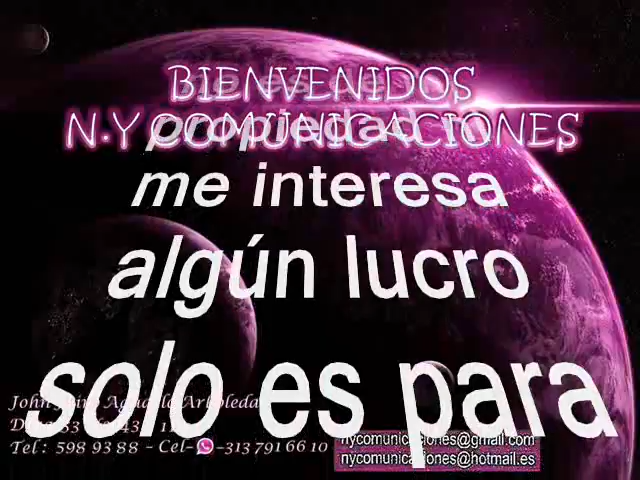 BIENVENIDOS
N.Y COMUNICACIONES
propiedad
me interesa
algún lucro
solo es para
Tel: 598 93 88 - Cel- -313 791 66 10
nycomunicaciones@gmail.com
nycomunicaciones@hotmail.es